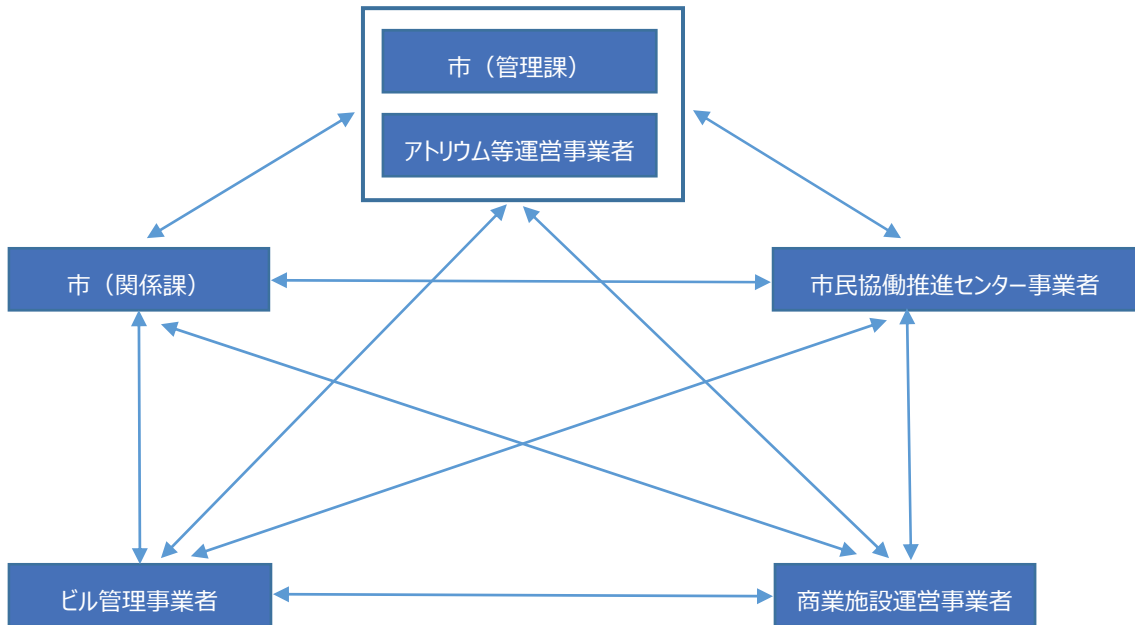 市（管理課）
アトリウム等運営事業者
市（関係課）
市民協働推進センター事業者
ビル管理事業者
商業施設運営事業者